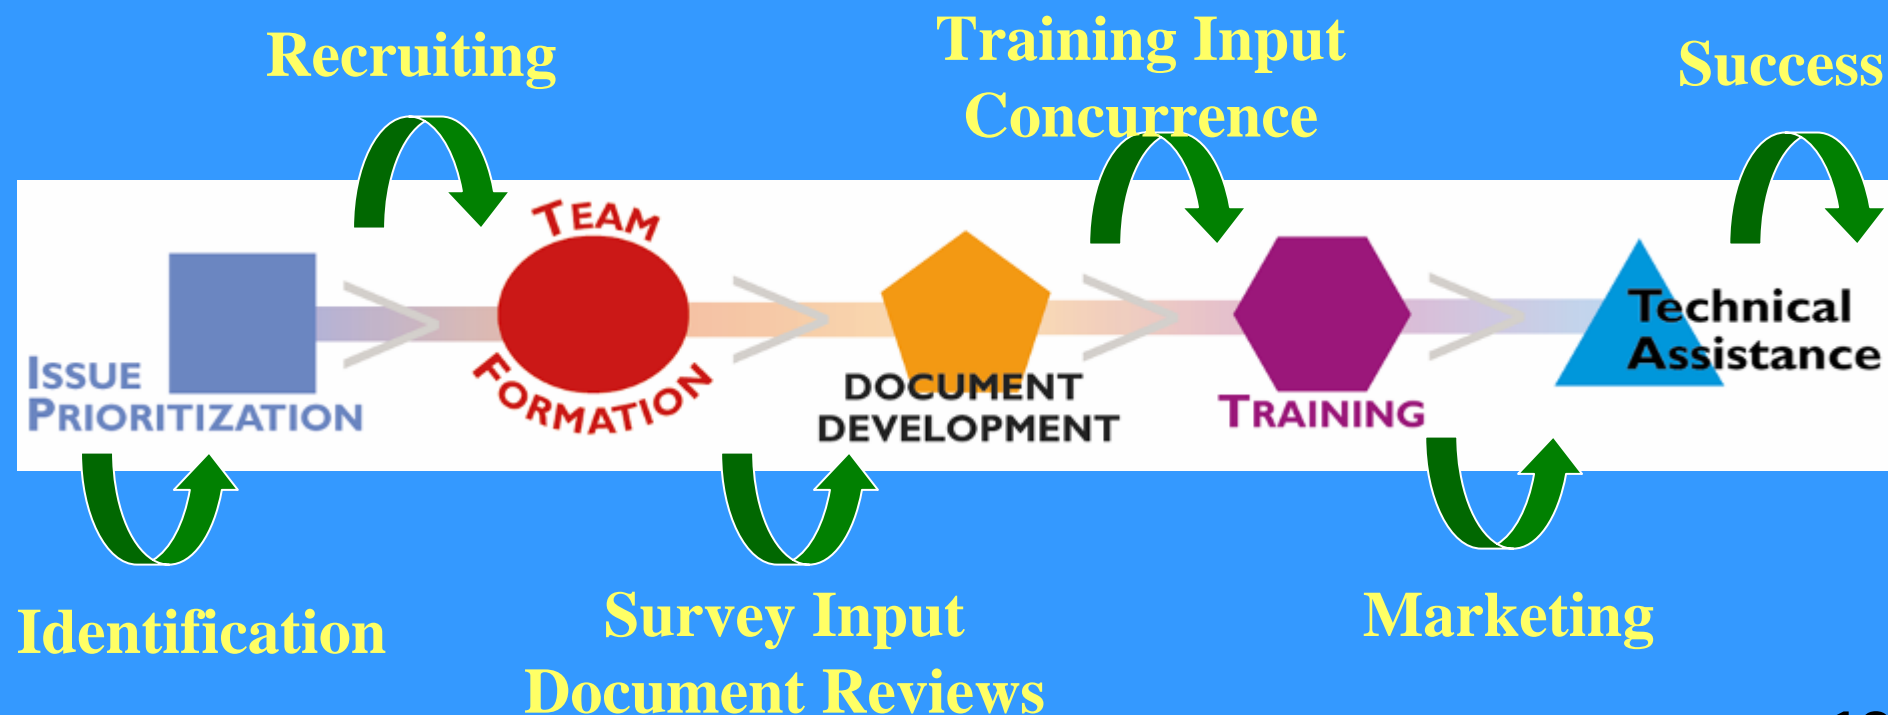 Recruiting
Training Input
Concurrence
Success
TEAM
FORMATION
ISSUE
PRIORITIZATION
DOCUMENT
DEVELOPMENT
TRAINING
Technical
Assistance
Identification
Survey Input
Document Reviews
Marketing